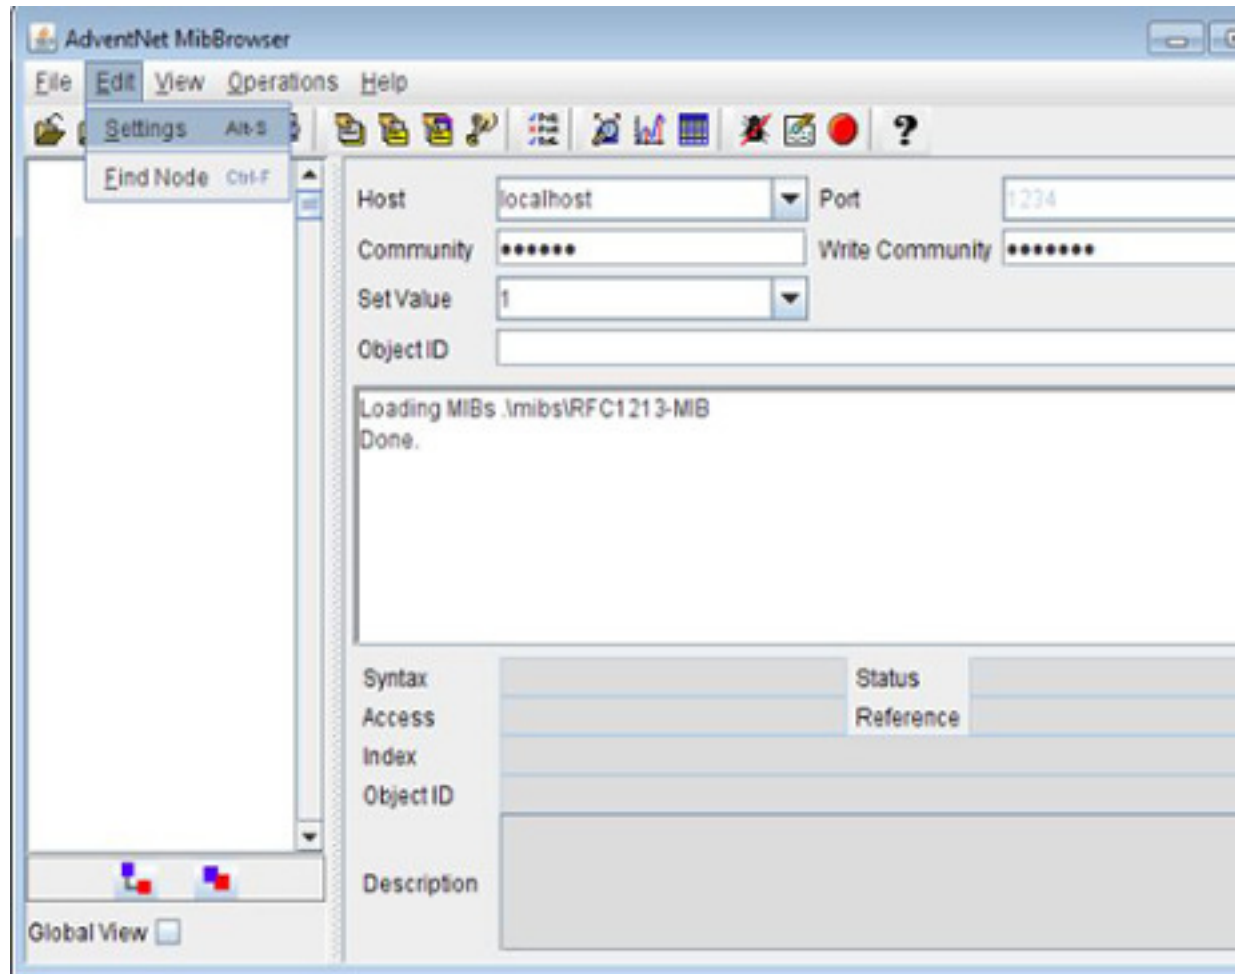 AdventNet MibBrowser
File Edit View Operations Help
Settings Alt-S
Find Node Ctrl-F
Host localhost Port 1234
Community •••••• Write Community •••••••
Set Value 1
Object ID
Loading MIBs .\mibs\RFC1213-MIB
Done.
Syntax Status
Access Reference
Index
Object ID
Description
Global View